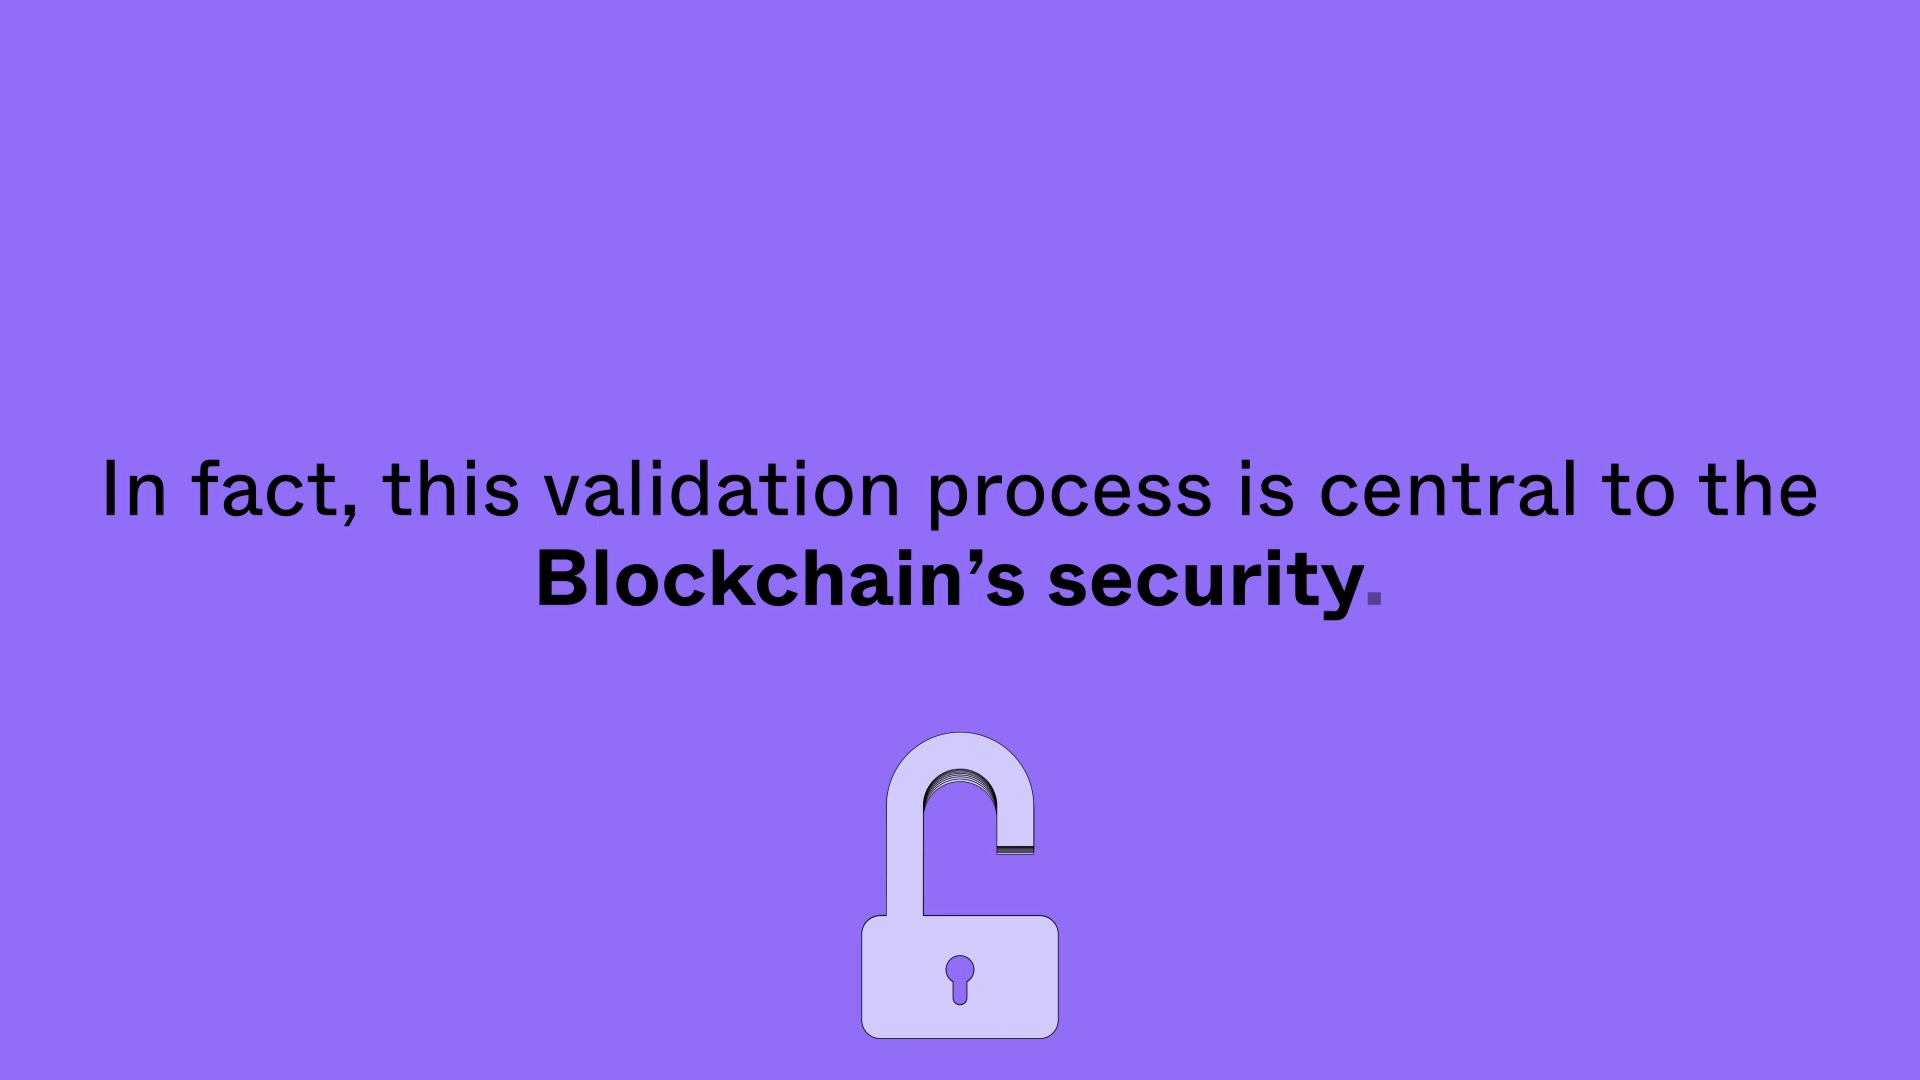 In fact, this validation process is central to the
Blockchain’s security.